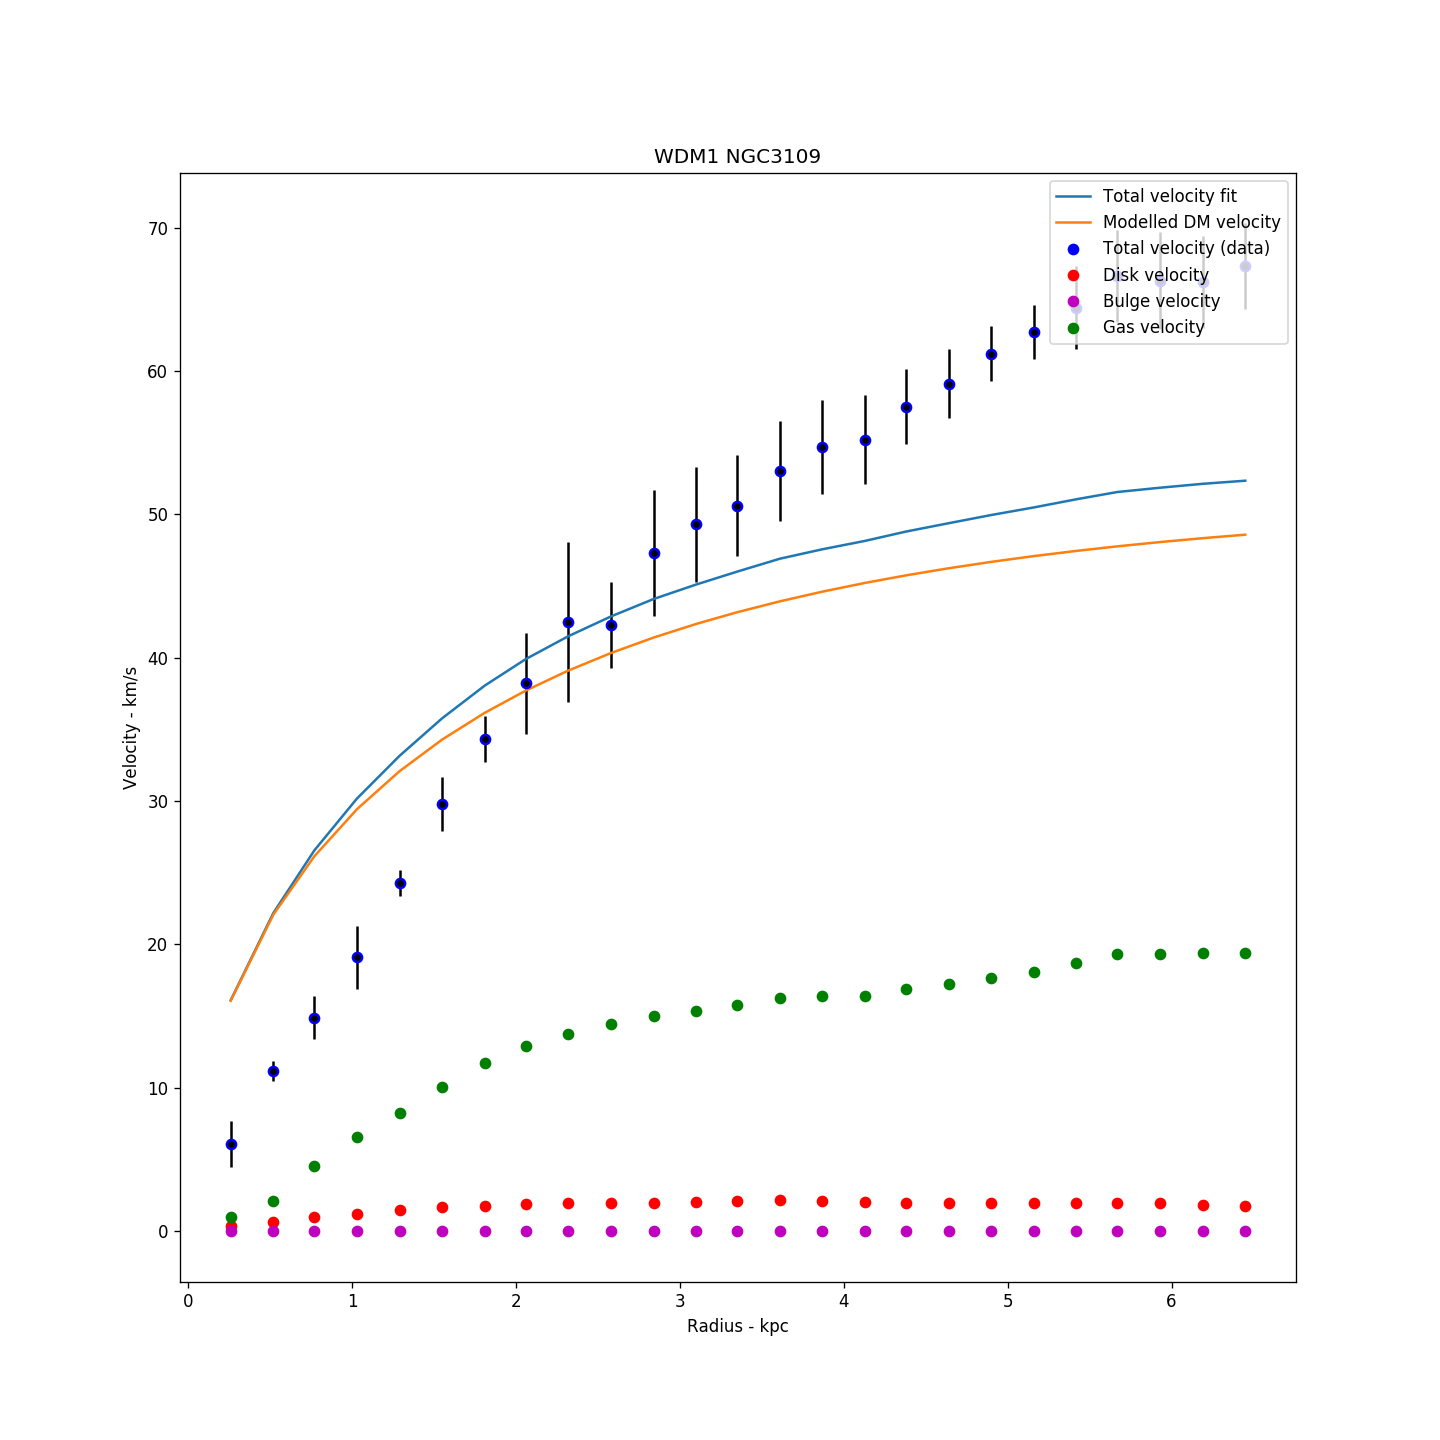 WDM1 NGC3109
Total velocity fit
Modelled DM velocity
Total velocity (data)
Disk velocity
Bulge velocity
Gas velocity
70
60
50
40
30
20
10
0
Velocity - km/s
0 1 2 3 4 5 6
Radius - kpc